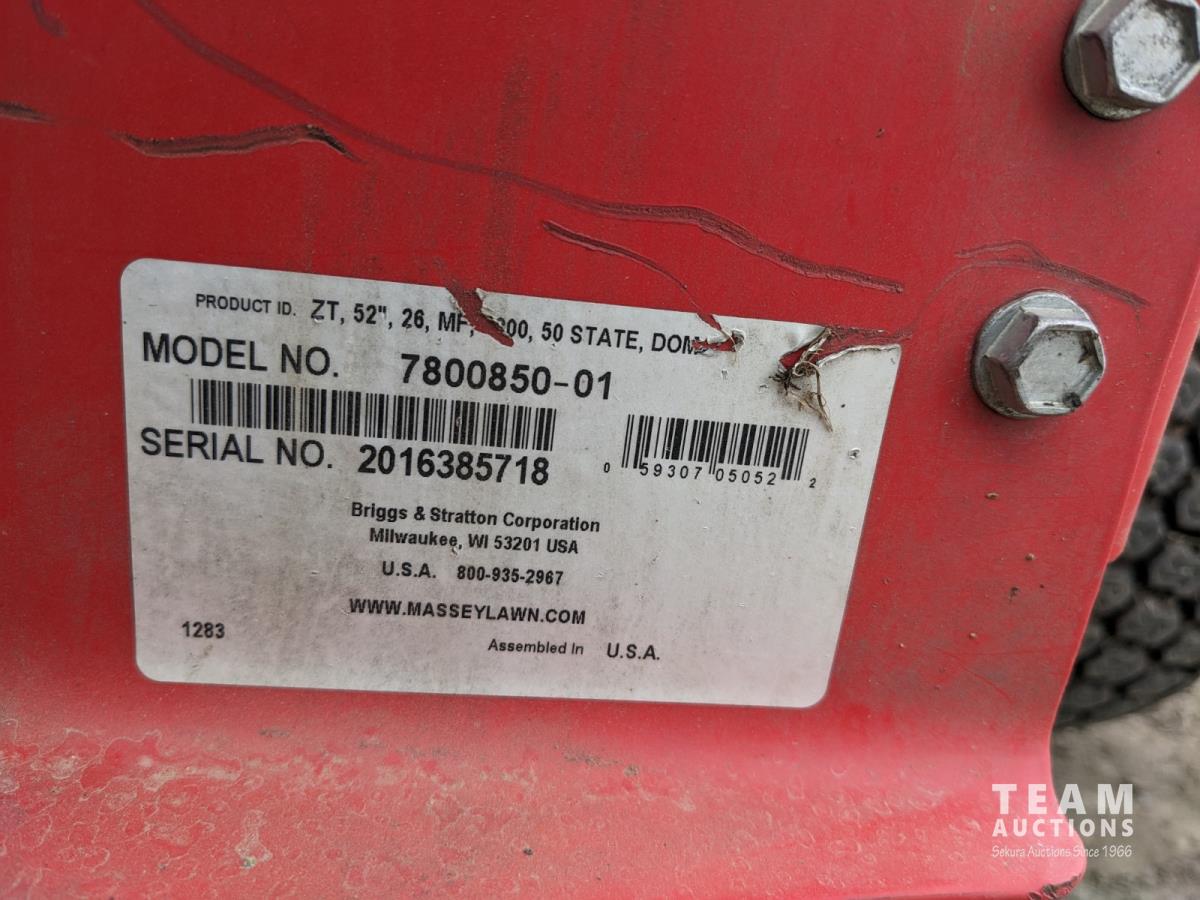 PRODUCT ID. ZT, 52", 26, MF, 50 STATE,
MODEL NO. 7800850-01
SERIAL NO. 2016385718
0 59307 05052 2
Briggs & Stratton Corporation
Milwaukee, WI 53201 USA
U.S.A. 800-935-2967
WWW.MASSEYLAWN.COM
1283
Assembled In U.S.A.
TEAM
AUCTIONS
Sekura Auctions Since 1966